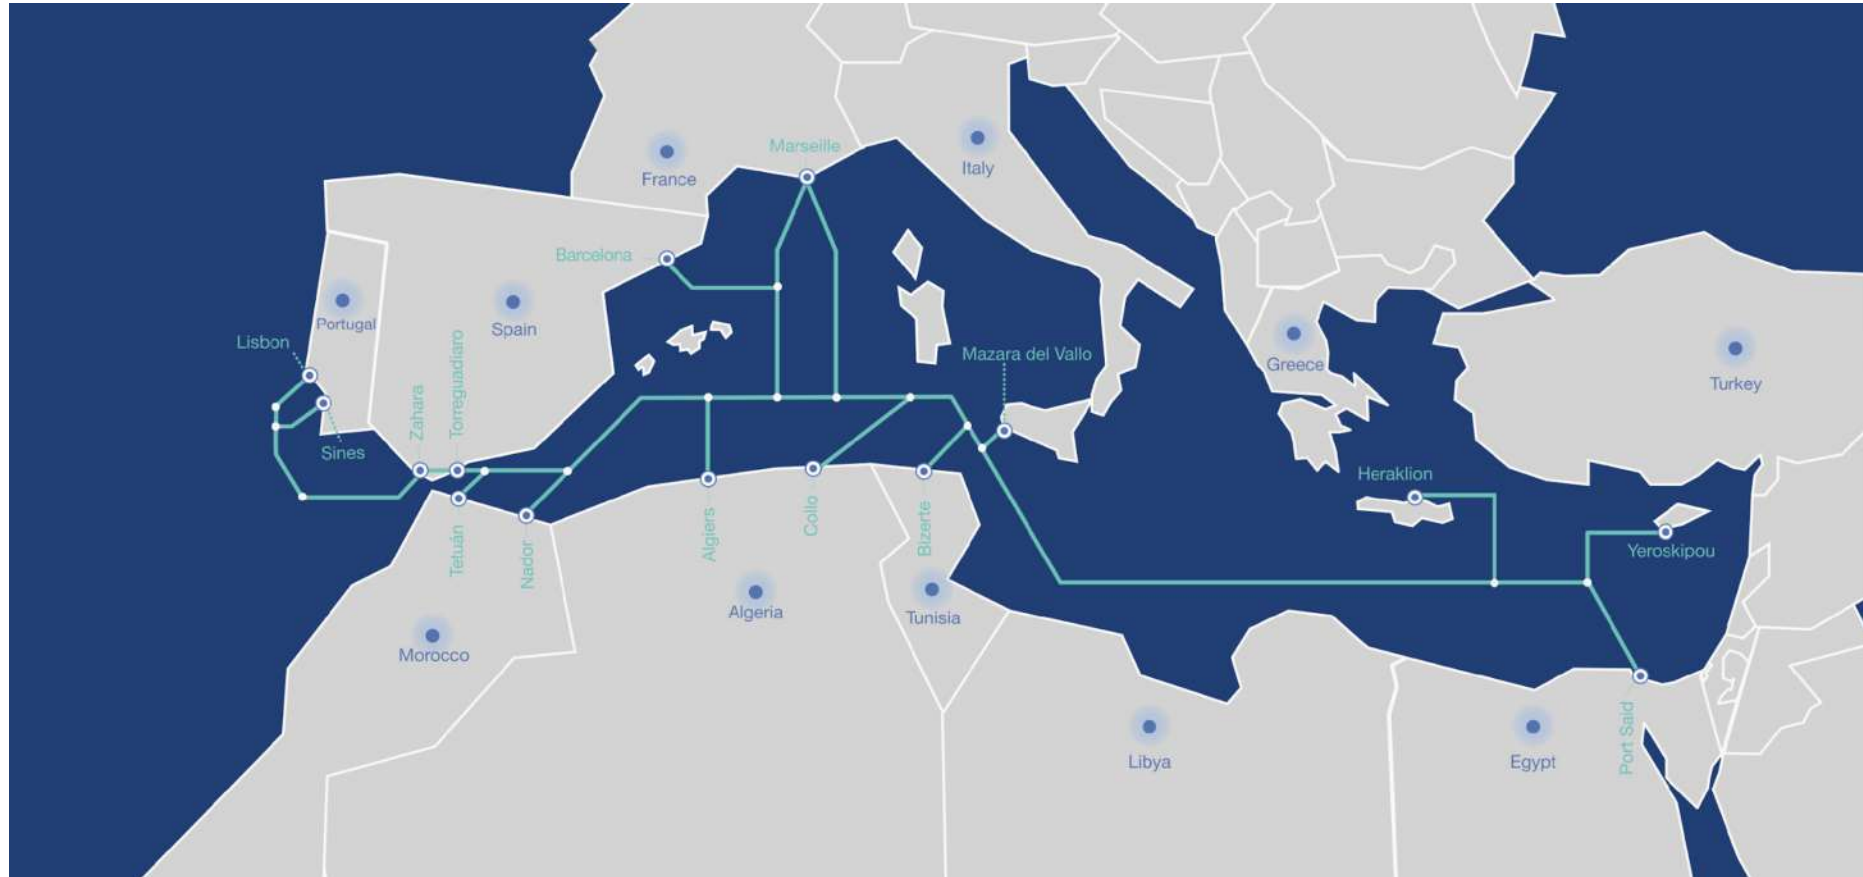 Marseille
France
Italy
Barcelona
Portugal
Spain
Lisbon
Zahara
Torreguadiaro
Sines
Mazara del Vallo
Greece
Turkey
Heraklion
Yeroskipou
Tetuán
Nador
Algiers
Collo
Bizerte
Morocco
Algeria
Tunisia
Libya
Egypt
Port Said